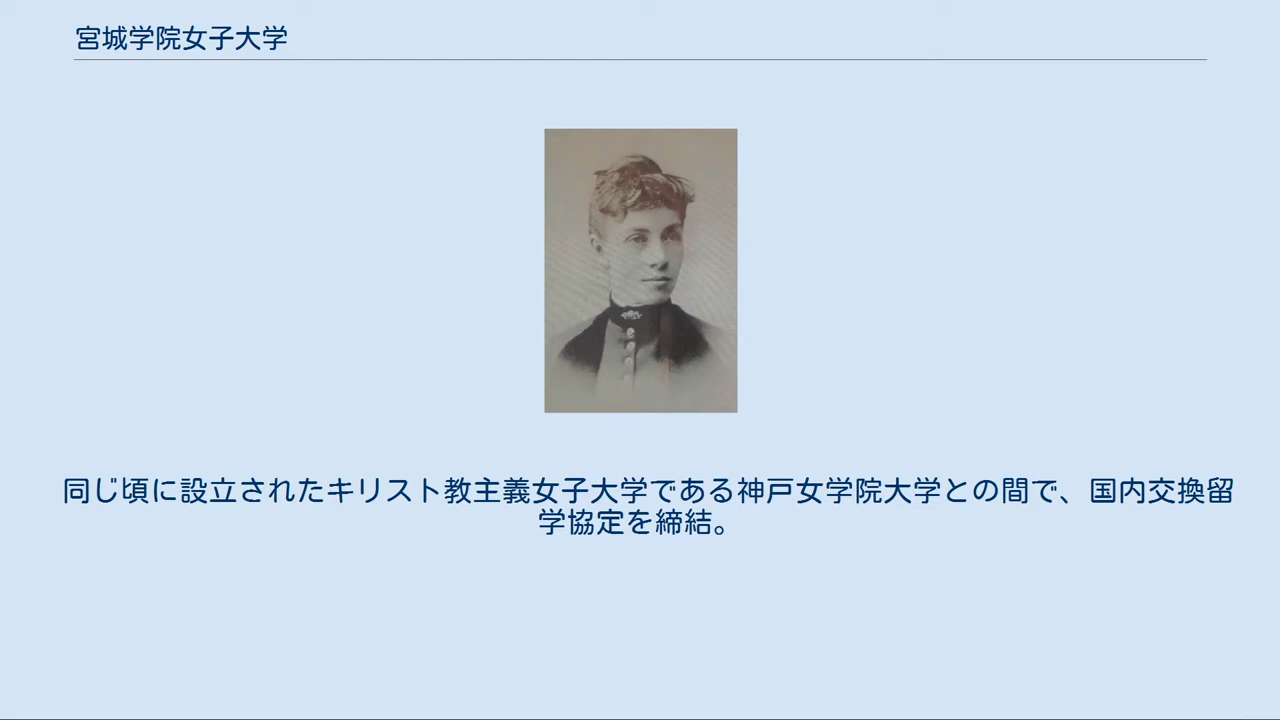 宮城学院女子大学
同じ頃に設立されたキリスト教主義女子大学である神戸女学院大学との間で、国内交換留
学協定を締結。